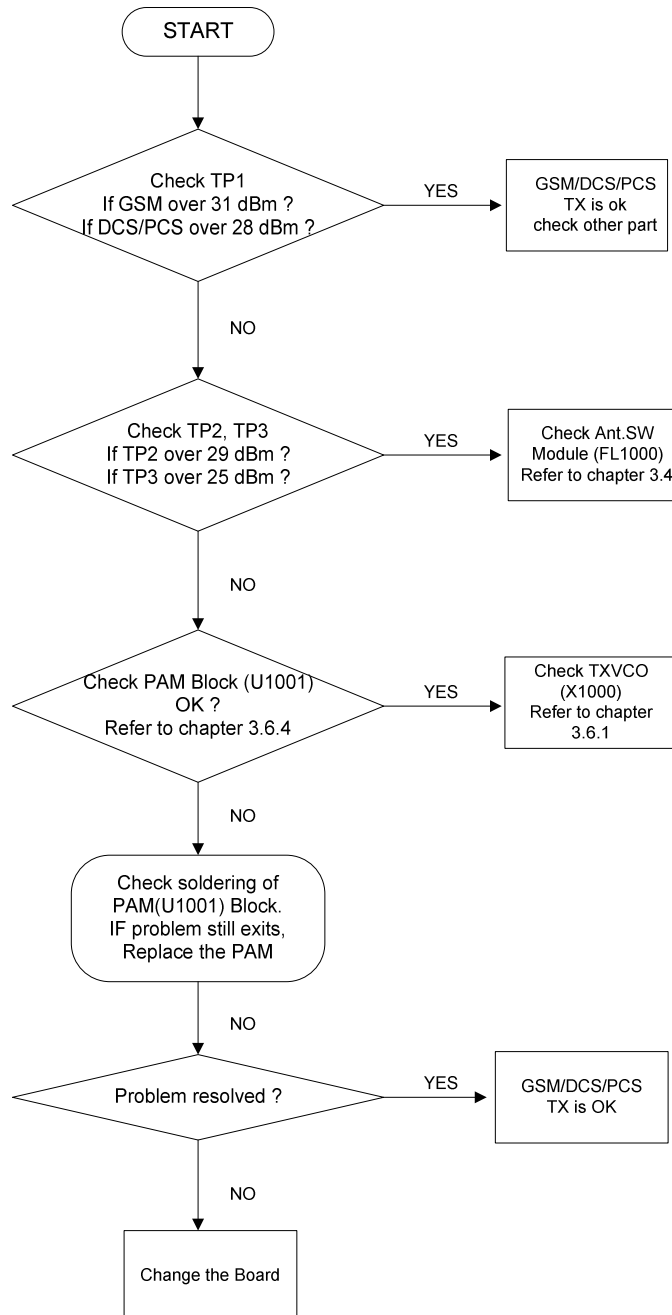 START
Check TP1
If GSM over 31 dBm ?
If DCS/PCS over 28 dBm ?
YES
GSM/DCS/PCS
TX is ok
check other part
NO
Check TP2, TP3
If TP2 over 29 dBm ?
If TP3 over 25 dBm ?
YES
Check Ant.SW
Module (FL1000)
Refer to chapter 3.4
NO
Check PAM Block (U1001)
OK ?
Refer to chapter 3.6.4
YES
Check TXVCO
(X1000)
Refer to chapter
3.6.1
NO
Check soldering of
PAM(U1001) Block.
IF problem still exits,
Replace the PAM
NO
Problem resolved ?
YES
GSM/DCS/PCS
TX is OK
NO
Change the Board